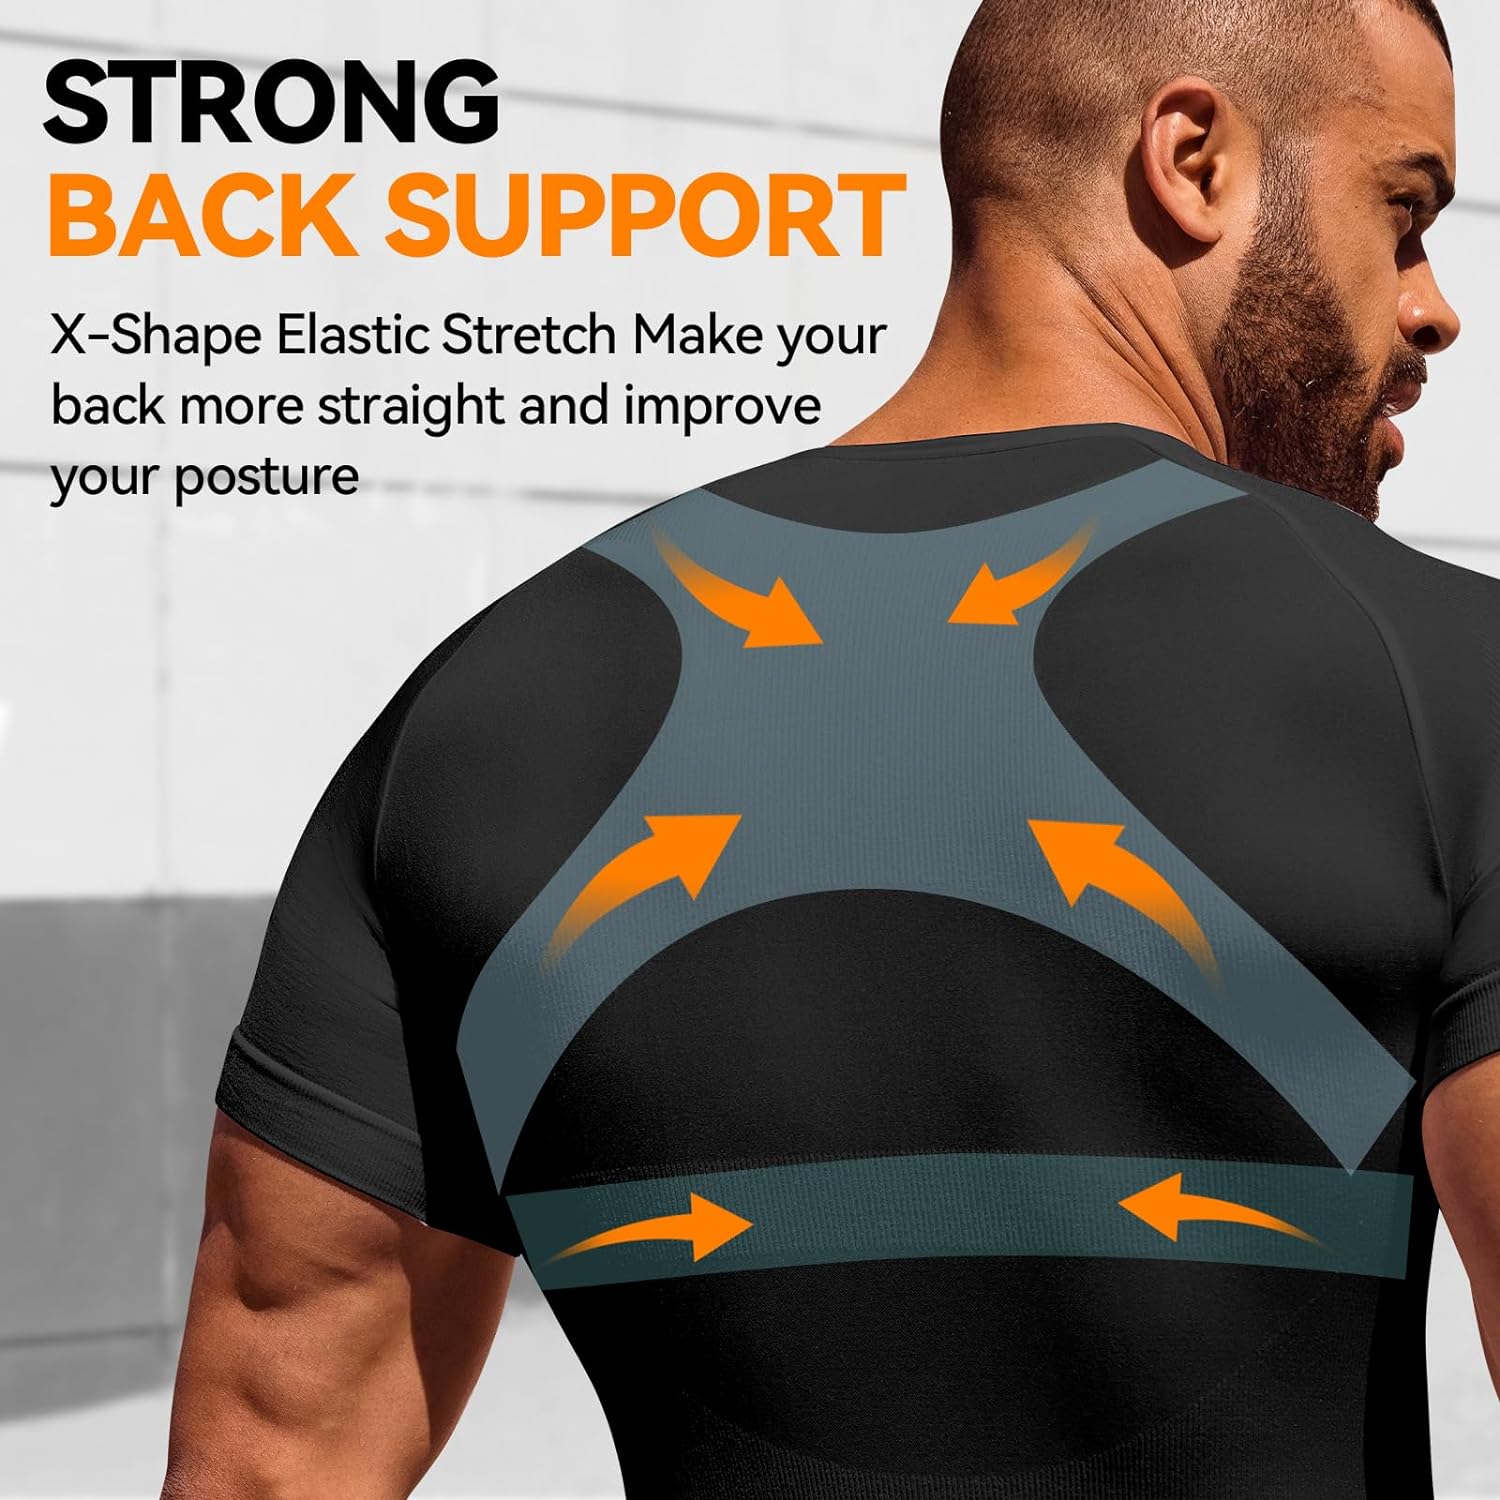 STRONG
BACK SUPPORT
X-Shape Elastic Stretch Make your
back more straight and improve
your posture